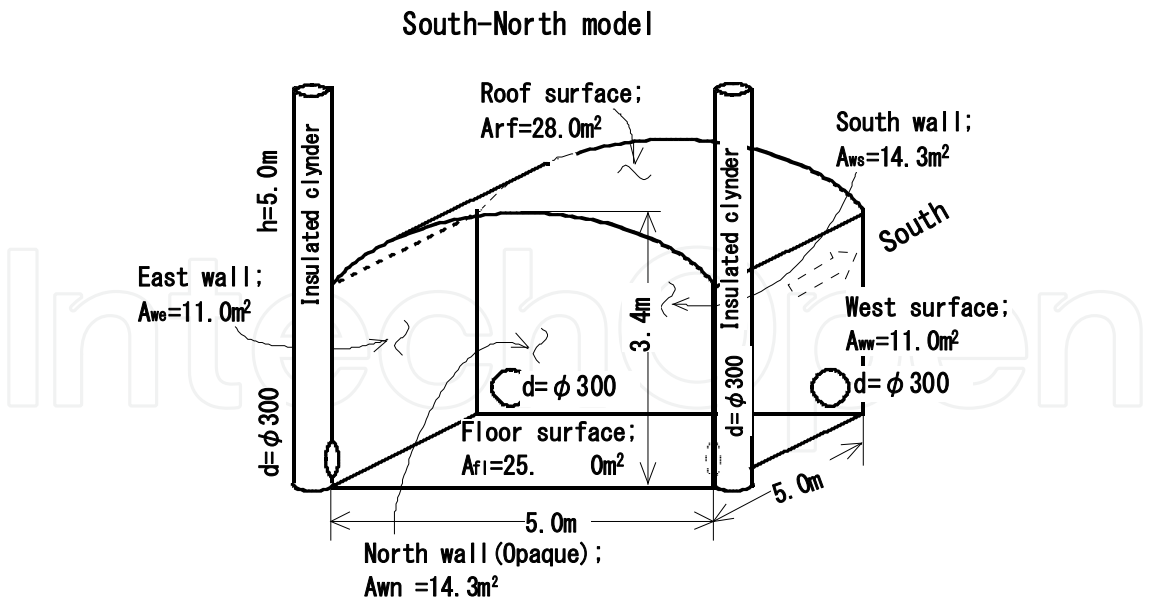 South-North model
Roof surface;
Arf=28.0m²
South wall;
Aws=14.3m²
Insulated clynder
h=5.0m
Insulated clynder
South
East wall;
Awe=11.0m²
3.4m
West surface;
Aww=11.0m²
d=φ300
d=φ300
d=φ300
d=φ300
Floor surface;
Afl=25. 0m²
5.0m
5.0m
North wall(Opaque);
Awn =14.3m²
IntechOpen